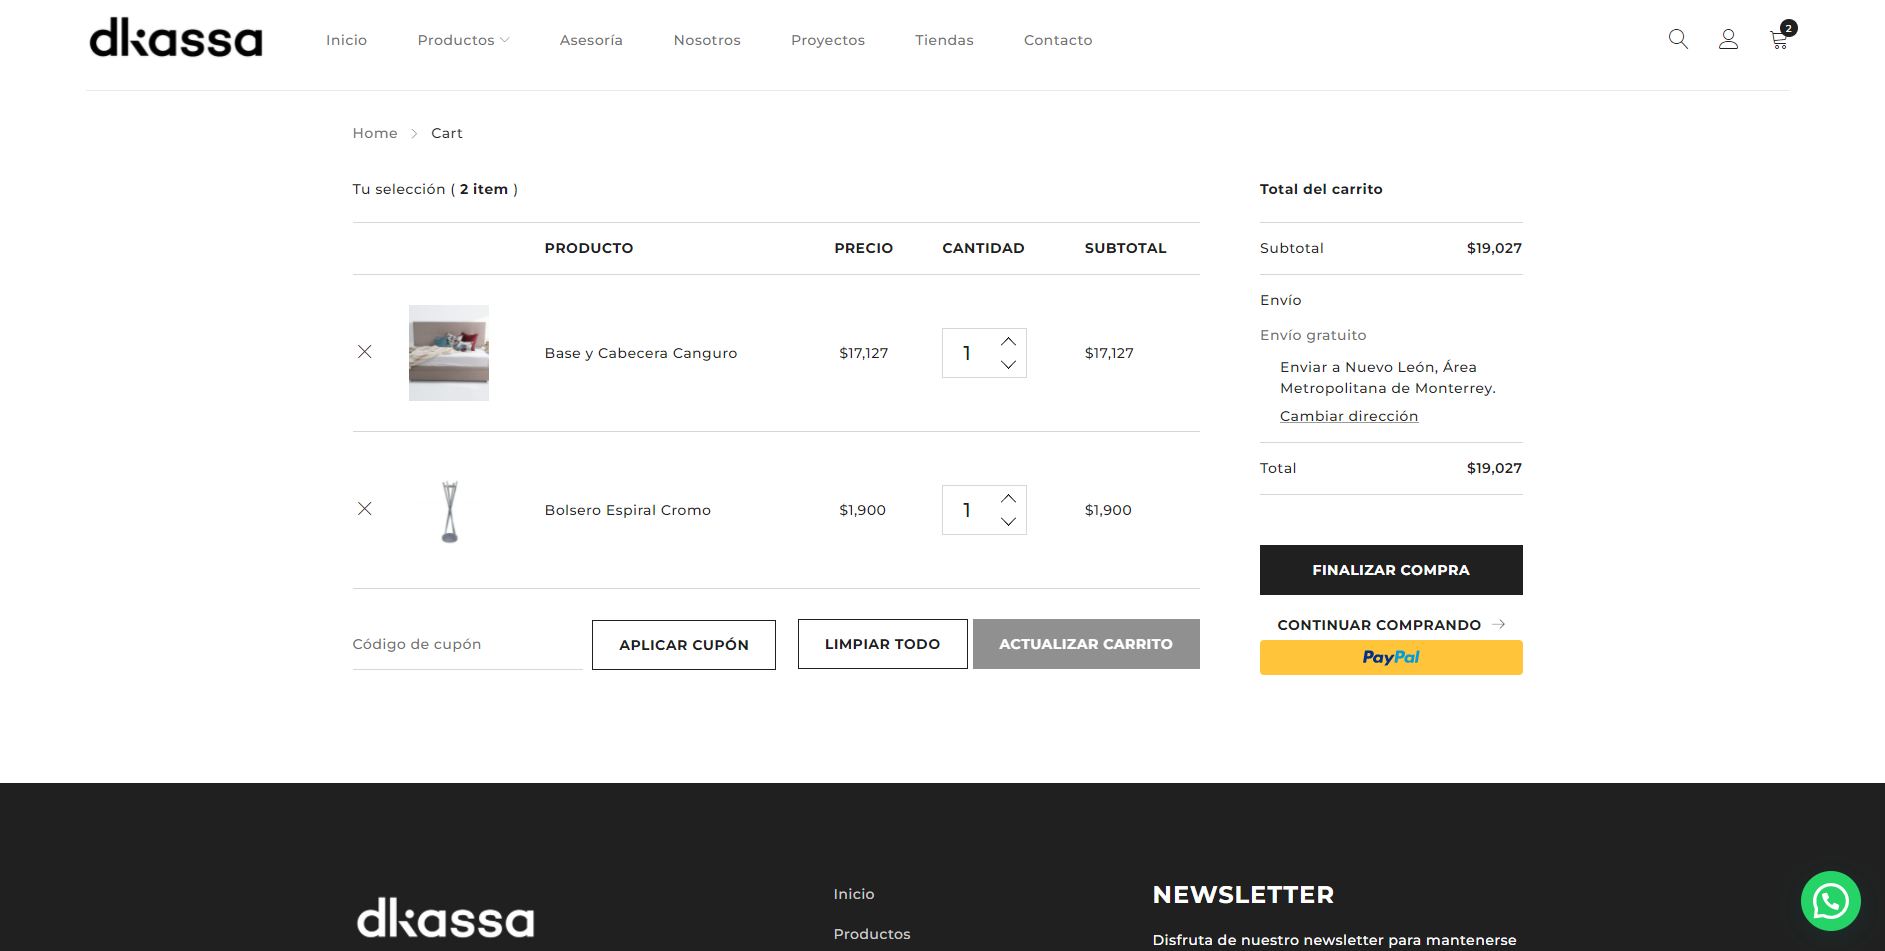 dkassa
Inicio
Productos
Asesoría
Nosotros
Proyectos
Tiendas
Contacto
2
Home
Cart
Tu selección ( 2 item )
PRODUCTO PRECIO CANTIDAD SUBTOTAL
Base y Cabecera Canguro $17,127 1 $17,127
Bolsero Espiral Cromo $1,900 1 $1,900
Código de cupón
APLICAR CUPÓN
LIMPIAR TODO
ACTUALIZAR CARRITO
Total del carrito
Subtotal $19,027
Envío
Envío gratuito
Enviar a Nuevo León, Área
Metropolitana de Monterrey.
Cambiar dirección
Total $19,027
FINALIZAR COMPRA
CONTINUAR COMPRANDO
PayPal
dkassa
Inicio
Productos
NEWSLETTER
Disfruta de nuestro newsletter para mantenerse